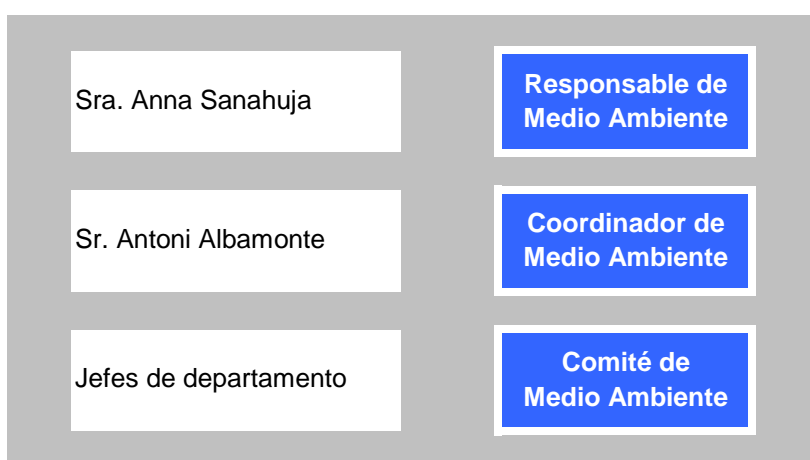 Sra. Anna Sanahuja
Responsable de
Medio Ambiente
Sr. Antoni Albamonte
Coordinador de
Medio Ambiente
Jefes de departamento
Comité de
Medio Ambiente